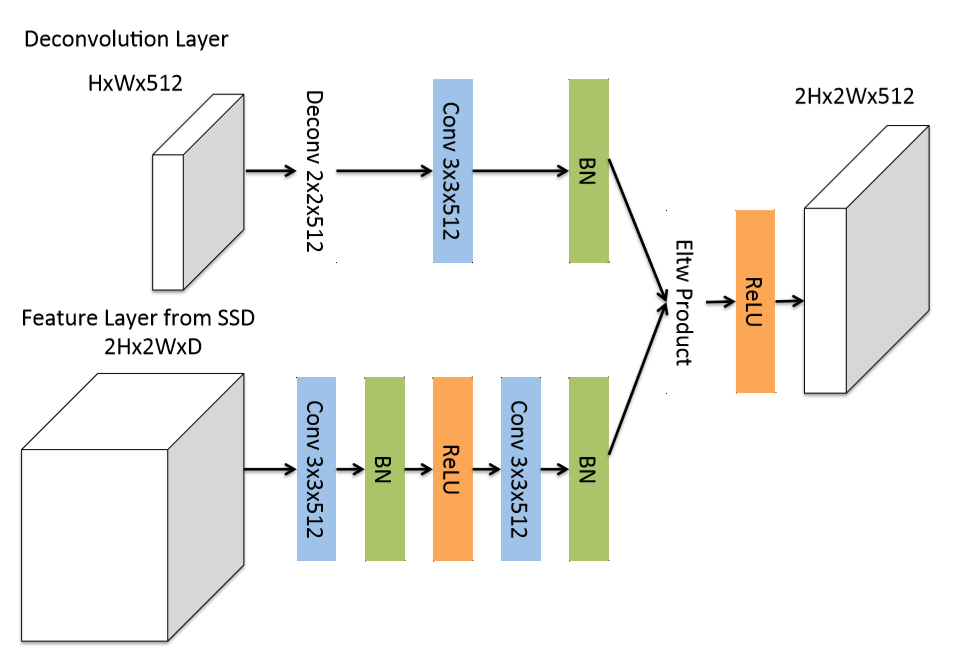 Deconvolution Layer
HxWx512
Deconv 2x2x512
Conv 3x3x512
BN
2Hx2Wx512
Eltw Product
ReLU
Feature Layer from SSD
2Hx2WxD
Conv 3x3x512
BN
ReLU
Conv 3x3x512
BN